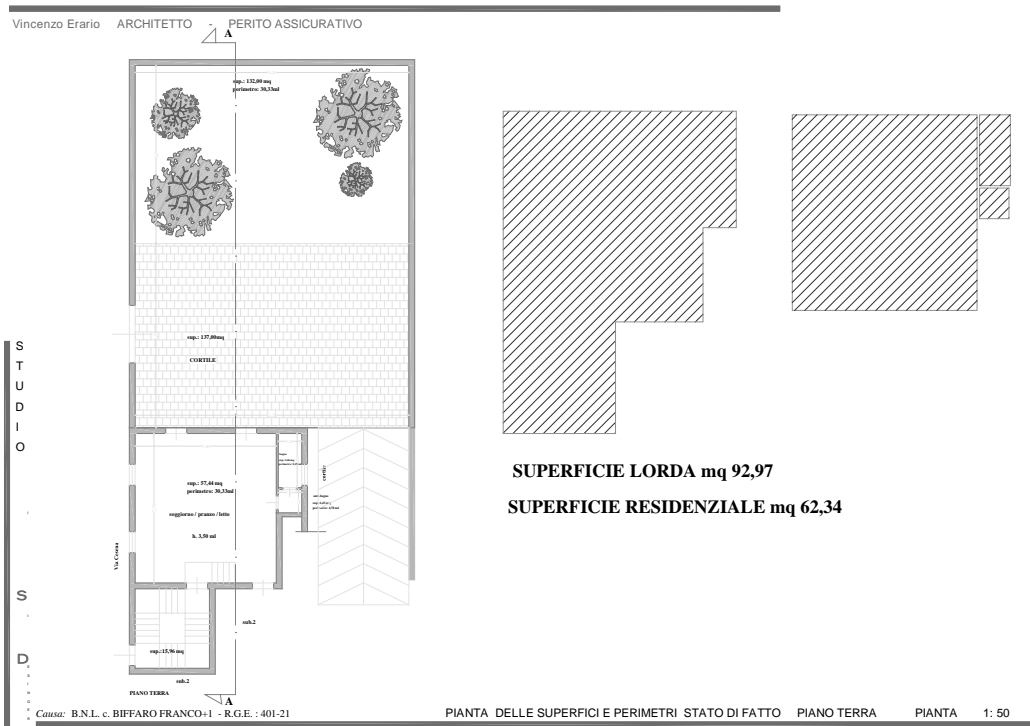 Vincenzo Erario ARCHITETTO - PERITO ASSICURATIVO
A
sup.: 132,00 mq
perimetro: 30,33ml
sup.: 137,00mq
CORTILE
STUDIO
SUPERFICIE LORDA mq 92,97
SUPERFICIE RESIDENZIALE mq 62,34
cortile
sup.: 57,44 mq
perimetro: 30,33ml
soggiorno / pranzo / letto
h. 3,50 ml
Via Cesena
S
D
sub.2
sup.:15,96 mq
sub.2
PIANO TERRA
A
Causa: B.N.L. c. BIFFARO FRANCO+1 - R.G.E. : 401-21
PIANTA DELLE SUPERFICI E PERIMETRI STATO DI FATTO PIANO TERRA PIANTA 1: 50